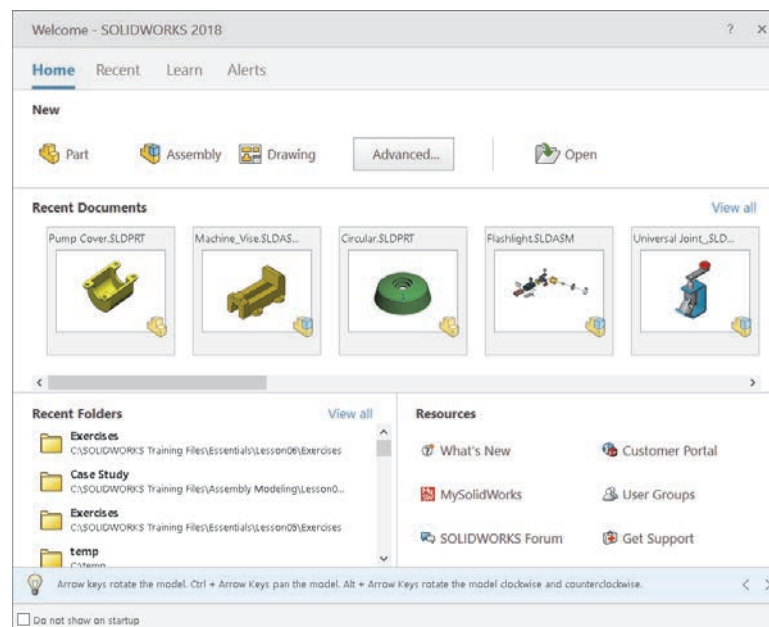 Welcome - SOLIDWORKS 2018
?
Home Recent Learn Alerts
New
Part Assembly Drawing Advanced... Open
Recent Documents View all
Pump Cover.SLDPRT Machine_Vise.SLDAS... Circular.SLDPRT Flashlight.SLDASM Universal Joint_SLD...
Recent Folders View all
Exercises
C:\SOLIDWORKS Training Files\Essentials\Lesson06\Exercises
Case Study
C:\SOLIDWORKS Training Files\Assembly Modeling\Lesson0...
Exercises
C:\SOLIDWORKS Training Files\Essentials\Lesson05\Exercises
temp
C:\temp
Resources
What's New Customer Portal
MySolidWorks User Groups
SOLIDWORKS Forum Get Support
Arrow keys rotate the model. Ctrl + Arrow Keys pan the model. Alt + Arrow Keys rotate the model clockwise and counterclockwise.
Do not show on startup